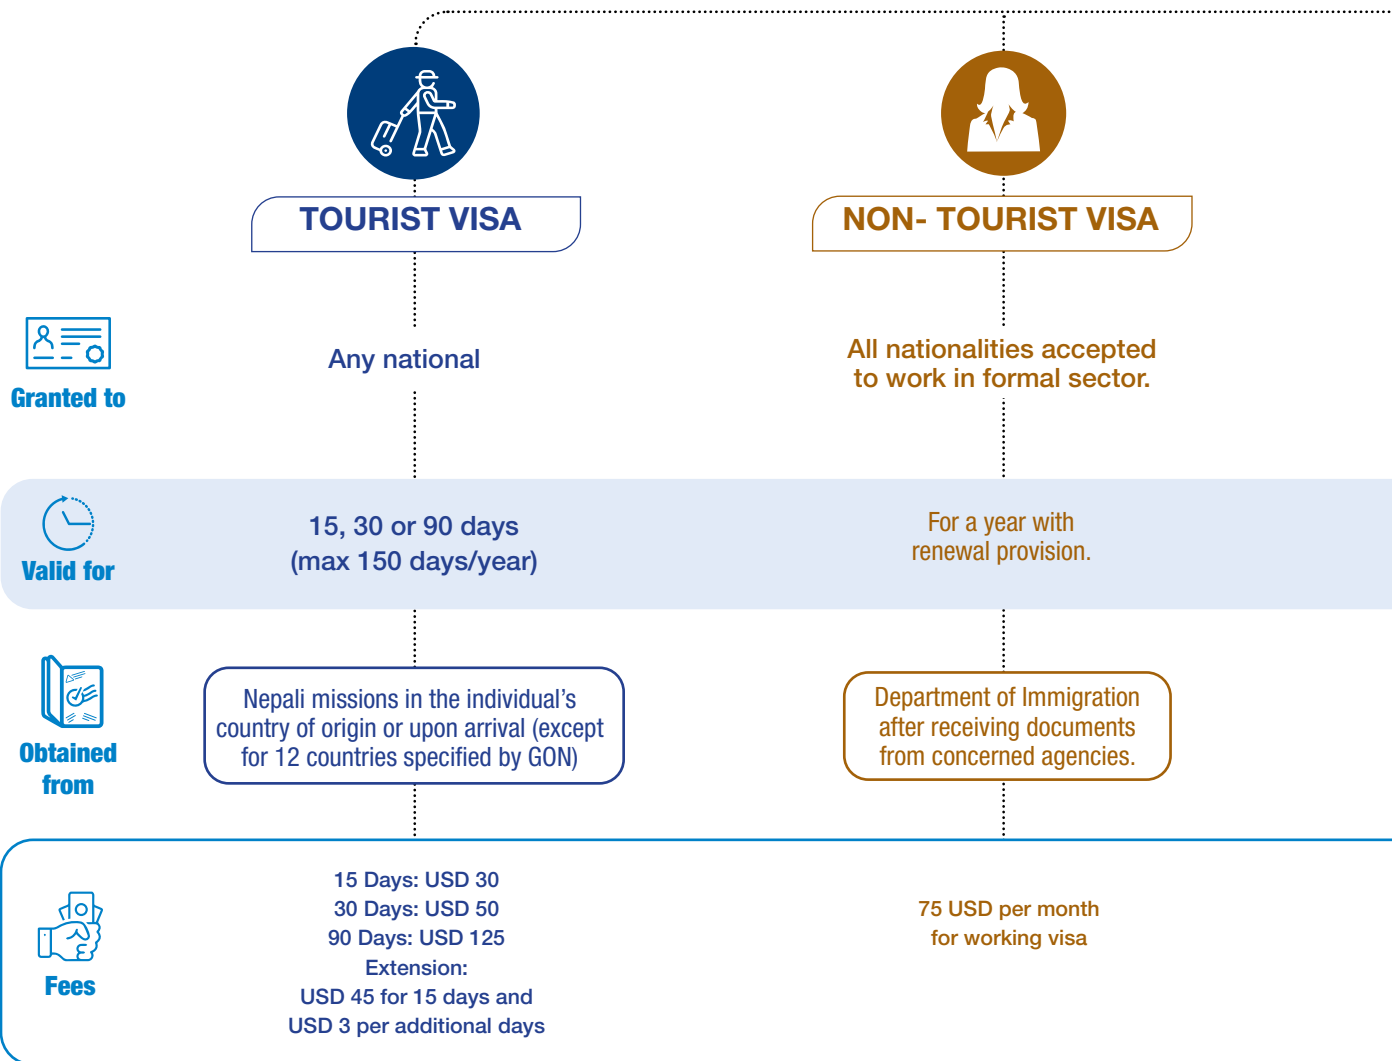 TOURIST VISA
NON- TOURIST VISA
Granted to
Any national
All nationalities accepted
to work in formal sector.
Valid for
15, 30 or 90 days
(max 150 days/year)
For a year with
renewal provision.
Obtained
from
Nepali missions in the individual’s
country of origin or upon arrival (except
for 12 countries specified by GON)
Department of Immigration
after receiving documents
from concerned agencies.
Fees
15 Days: USD 30
30 Days: USD 50
90 Days: USD 125
Extension:
USD 45 for 15 days and
USD 3 per additional days
75 USD per month
for working visa